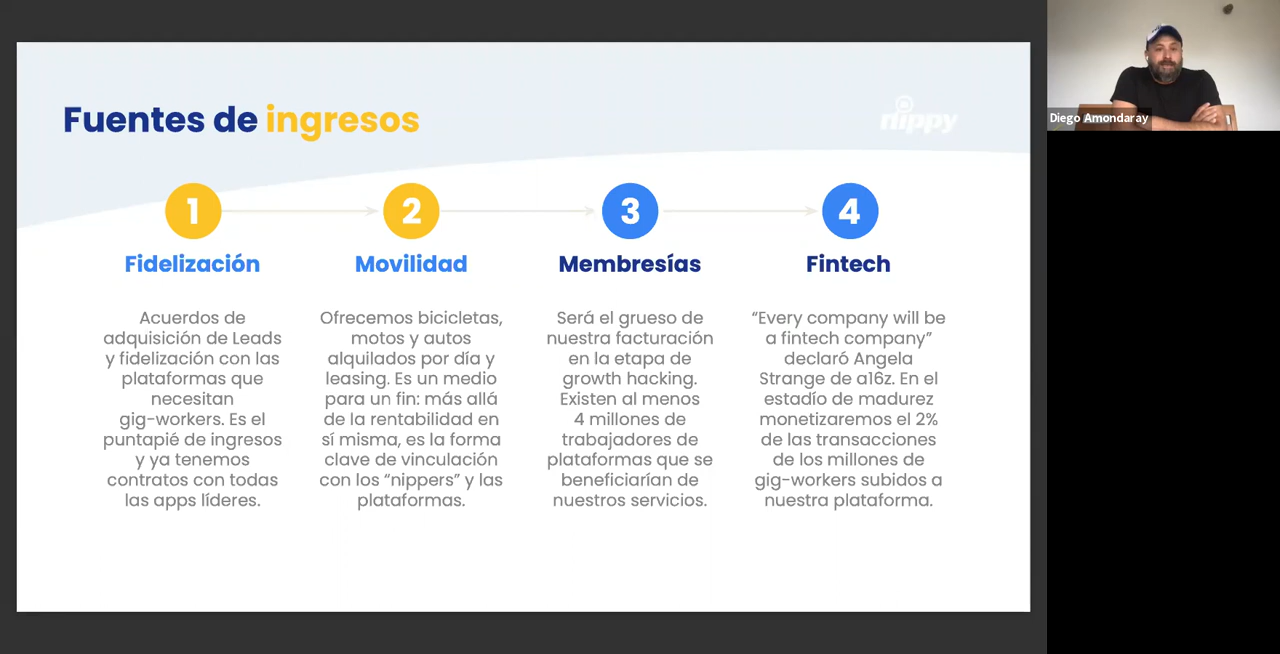 Fuentes de ingresos
nippy
1
2
3
4
Fidelización
Movilidad
Membresías
Fintech
Acuerdos de
adquisición de Leads
y fidelización con las
plataformas que
necesitan
gig-workers. Es el
puntapié de ingresos
y ya tenemos
contratos con todas
las apps líderes.
Ofrecemos bicicletas,
motos y autos
alquilados por día y
leasing. Es un medio
para un fin: más allá
de la rentabilidad en
sí misma, es la forma
clave de vinculación
con los “nippers” y las
plataformas.
Será el grueso de
nuestra facturación
en la etapa de
growth hacking.
Existen al menos
4 millones de
trabajadores de
plataformas que se
beneficiarían de
nuestros servicios.
“Every company will be
a fintech company”
declaró Angela
Strange de a16z. En el
estadío de madurez
monetizaremos el 2%
de las transacciones
de los millones de
gig-workers subidos a
nuestra plataforma.
Diego Amondaray